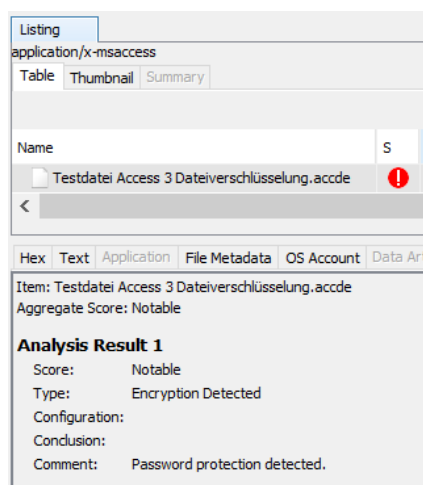 Listing
application/x-msaccess
Table Thumbnail Summary
Name S
Testdatei Access 3 Dateiverschlüsselung.accde
Hex Text Application File Metadata OS Account Data Ar
Item: Testdatei Access 3 Dateiverschlüsselung.accde
Aggregate Score: Notable
Analysis Result 1
Score: Notable
Type: Encryption Detected
Configuration:
Conclusion:
Comment: Password protection detected.